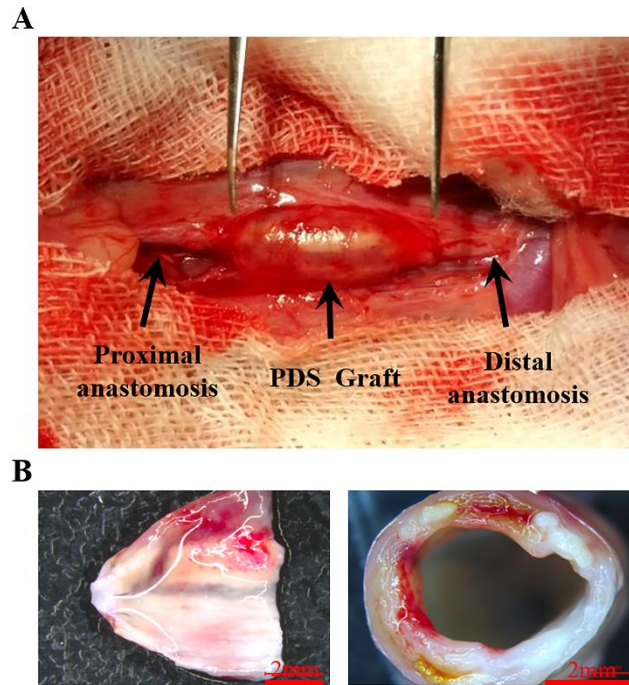 A
Proximal
anastomosis
PDS Graft
Distal
anastomosis
B
2mm
2mm